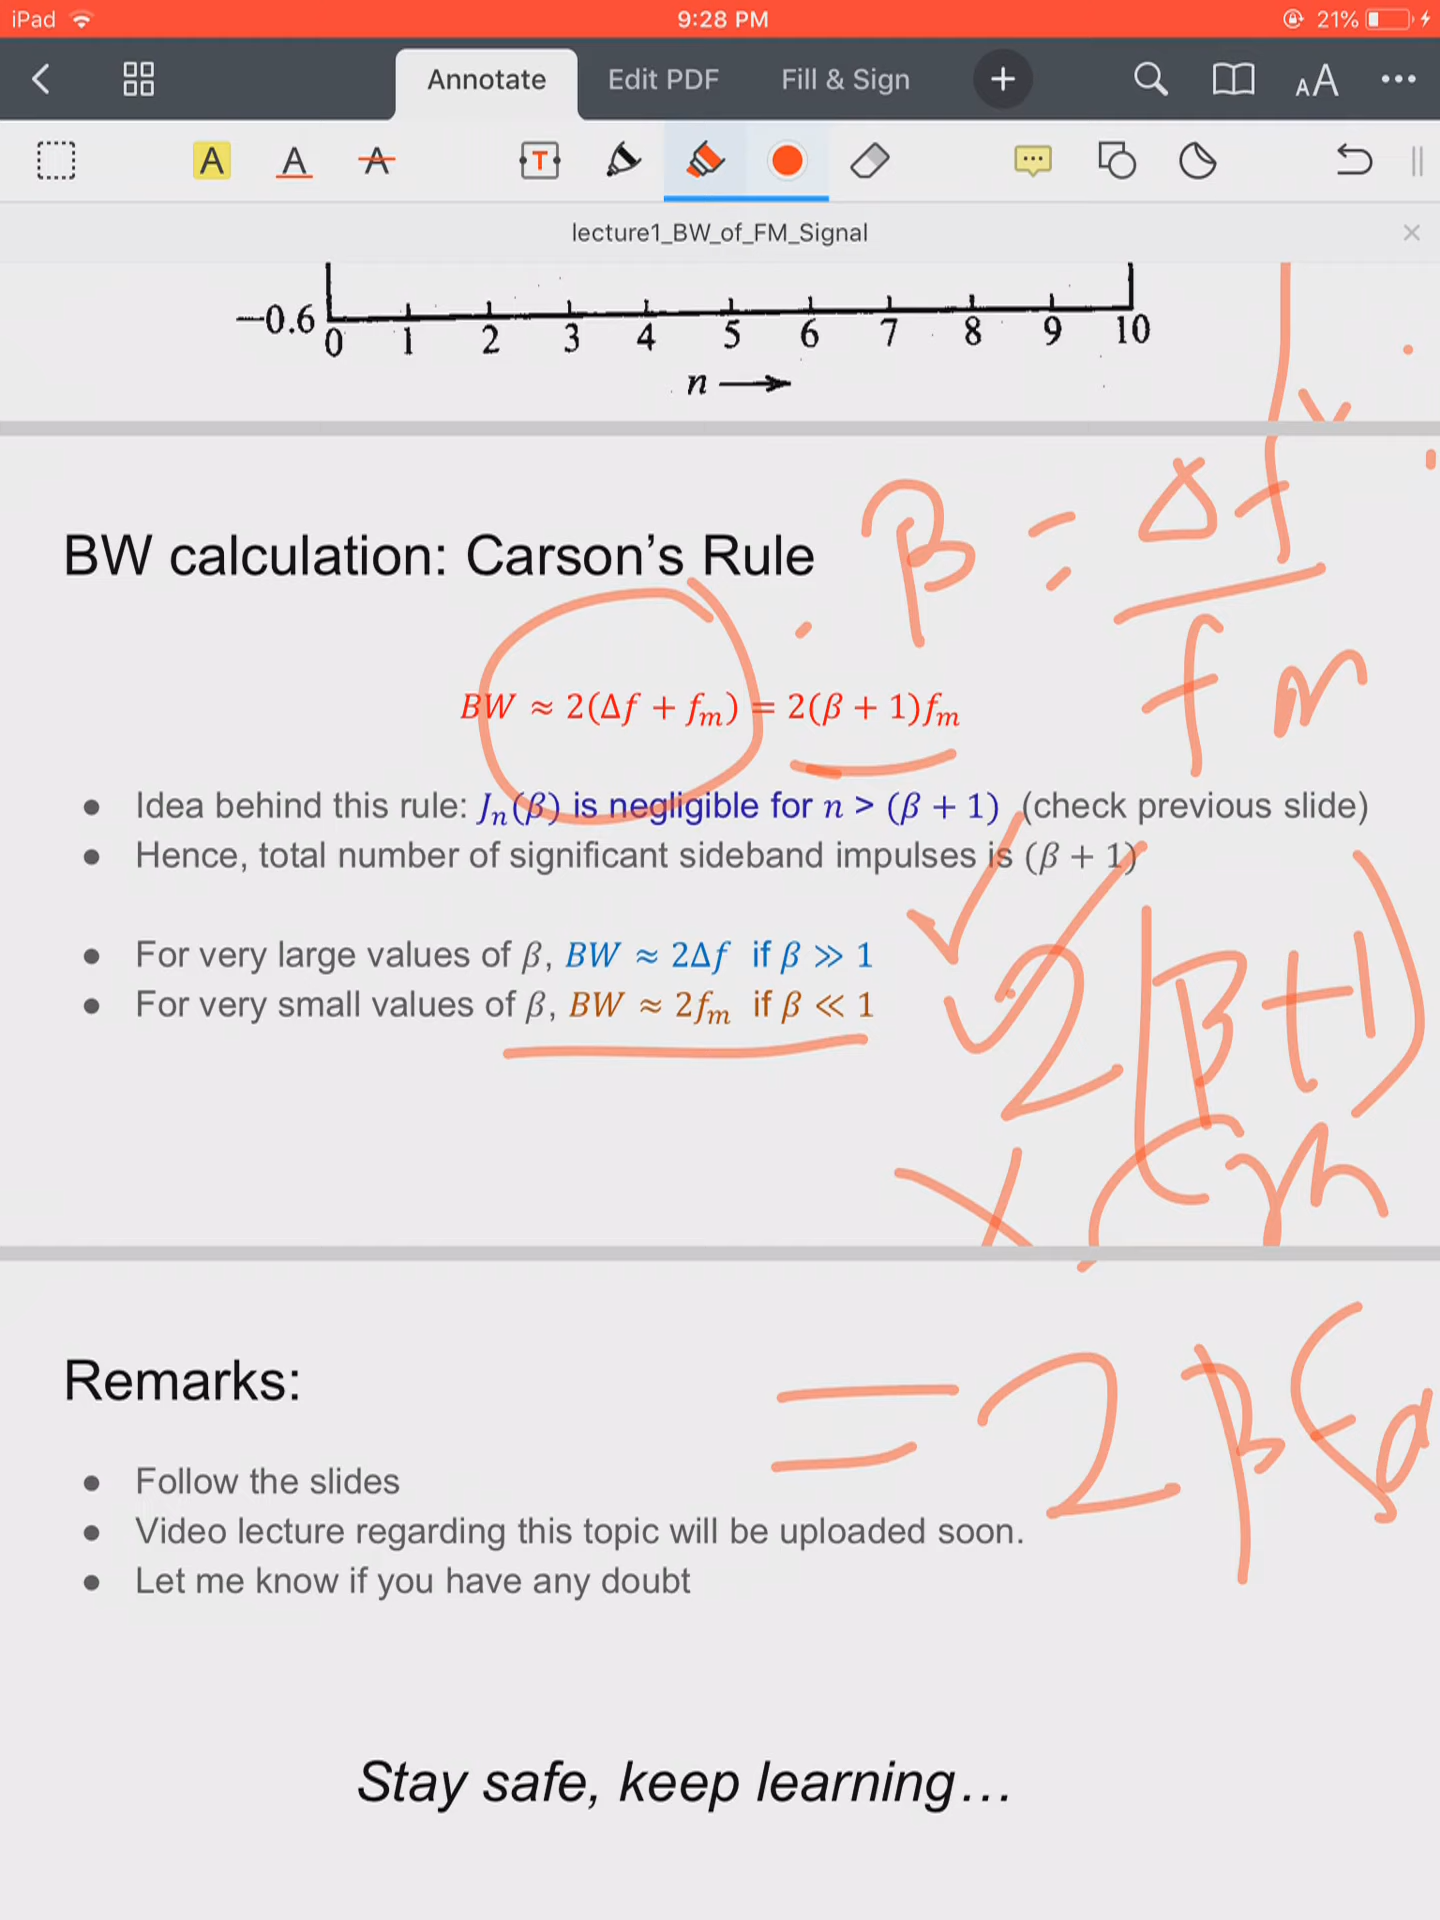 iPad 9:28 PM 21%
Annotate Edit PDF Fill & Sign + AA
A A A T
lecture1_BW_of_FM_Signal
−0.6
0 1 2 3 4 5 6 7 8 9 10
n →
β = Δf / fm
BW calculation: Carson's Rule
BW ≈ 2(Δf + fₘ) = 2(β + 1)fₘ
● Idea behind this rule: Jₙ(β) is negligible for n > (β + 1) (check previous slide)
● Hence, total number of significant sideband impulses is (β + 1)
● For very large values of β, BW ≈ 2Δf if β ≫ 1
● For very small values of β, BW ≈ 2fₘ if β ≪ 1
2(β+1)
× fm
Remarks:
= 2β
● Follow the slides
● Video lecture regarding this topic will be uploaded soon.
● Let me know if you have any doubt
Stay safe, keep learning…